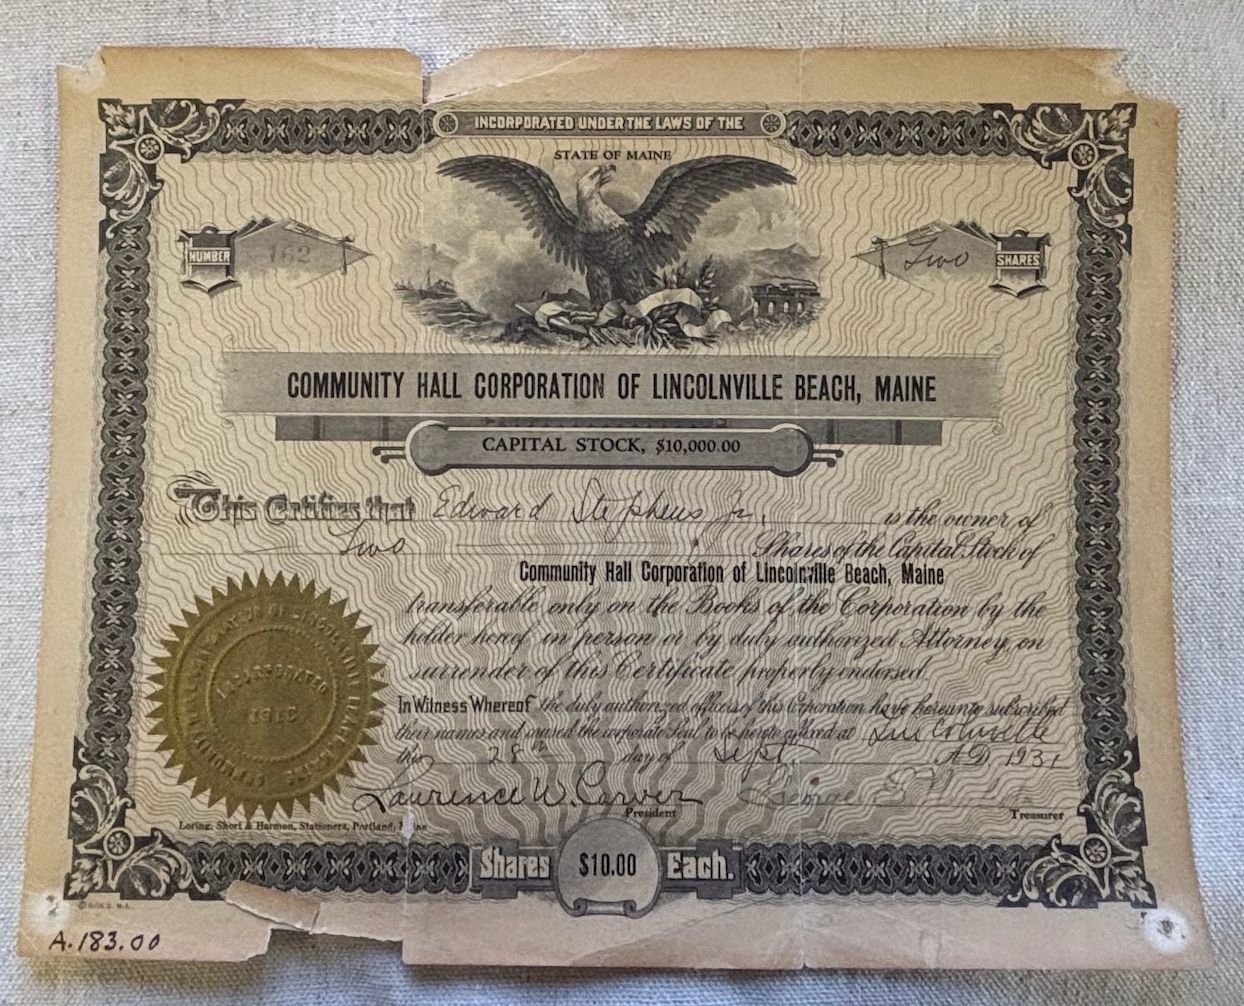 INCORPORATED UNDER THE LAWS OF THE
STATE OF MAINE
NUMBER 162
Two SHARES
COMMUNITY HALL CORPORATION OF LINCOLNVILLE BEACH, MAINE
CAPITAL STOCK, $10,000.00
This Certifies that Edward Stephens Jr. is the owner of
Two Shares of the Capital Stock of
Community Hall Corporation of Lincolnville Beach, Maine
transferable only on the Books of the Corporation by the
holder hereof in person or by duly authorized Attorney, on
surrender of this Certificate properly endorsed.
In Witness Whereof the duly authorized officers of this Corporation have hereunto subscribed
their names and caused the corporate Seal to be hereto affixed at Lincolnville
this 28th day of Sept. A.D. 1931
INCORPORATED
Laurence W. Carver George
President
Treasurer
Loring, Short & Harmon, Stationers, Portland, Maine
Shares $10.00 Each.
A.183.00